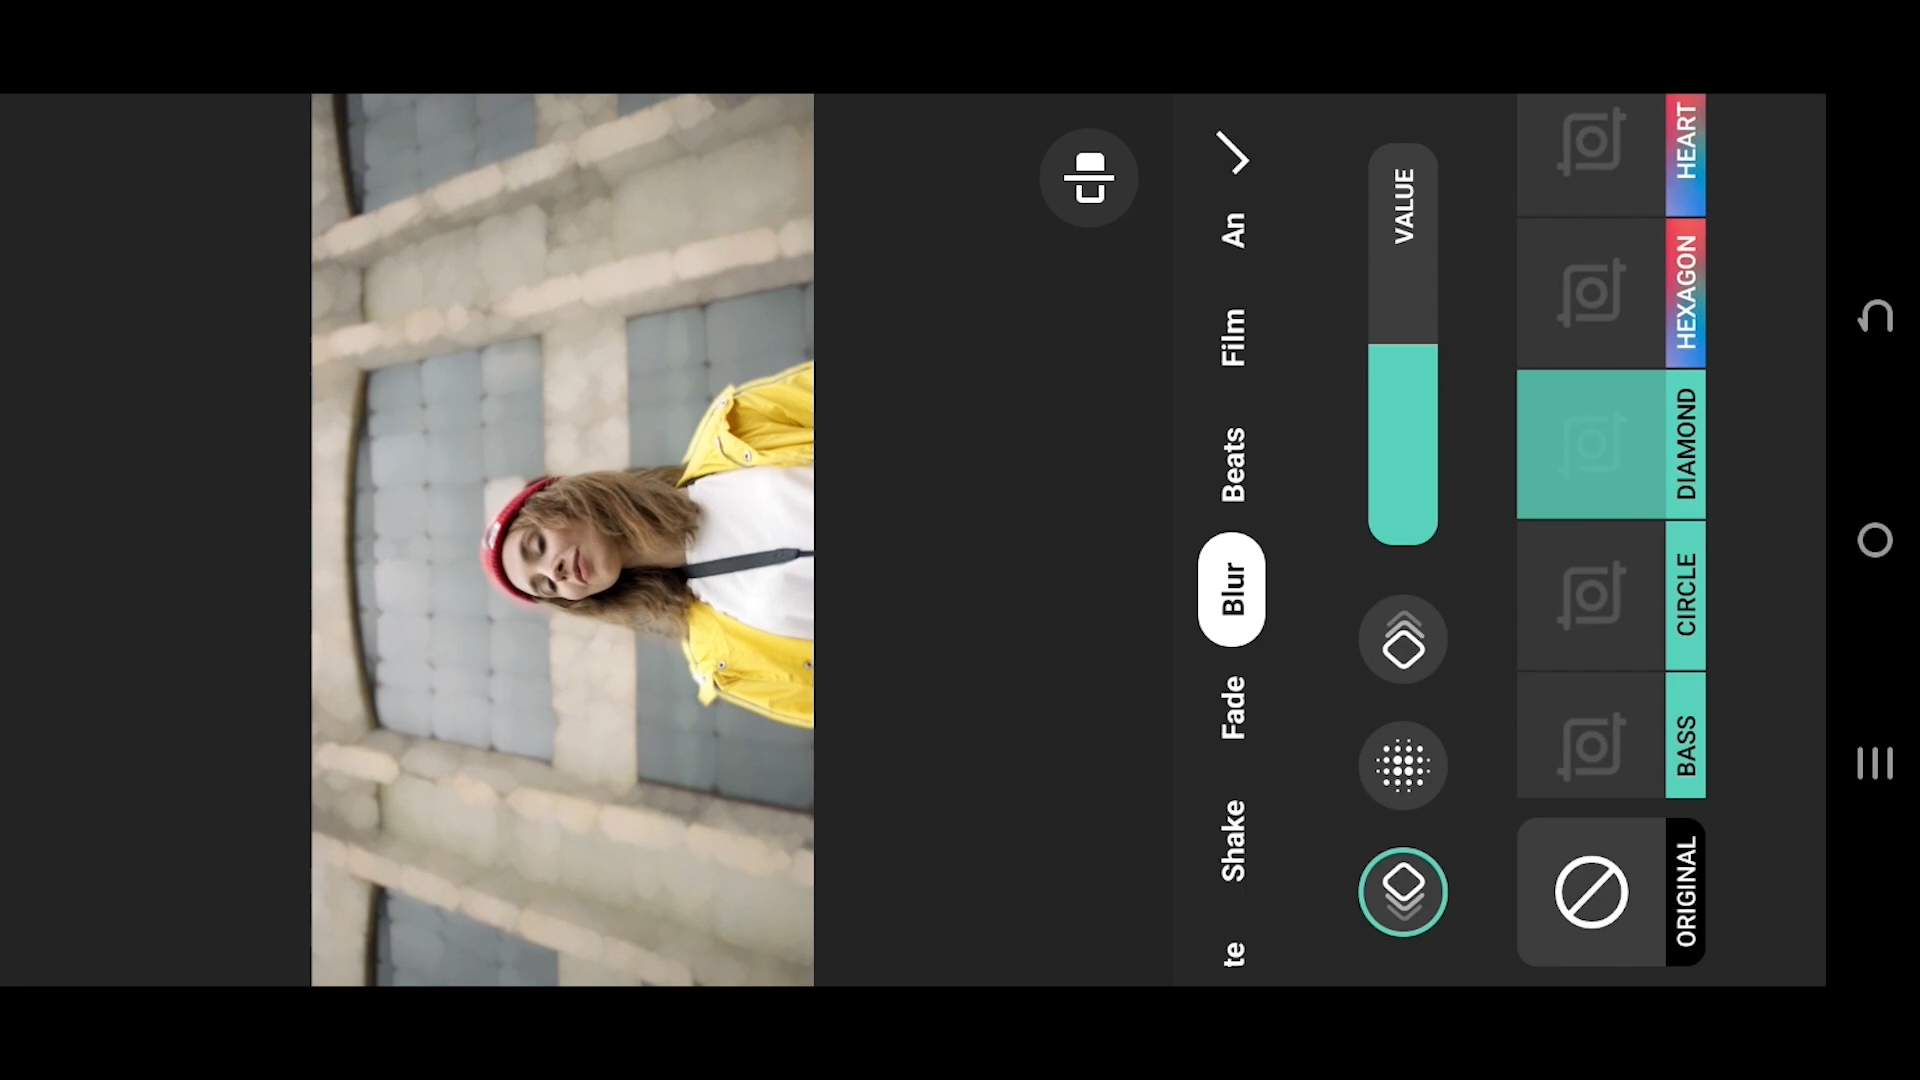 te
Shake
Fade
Blur
Beats
Film
An
VALUE
ORIGINAL
BASS
CIRCLE
DIAMOND
HEXAGON
HEART